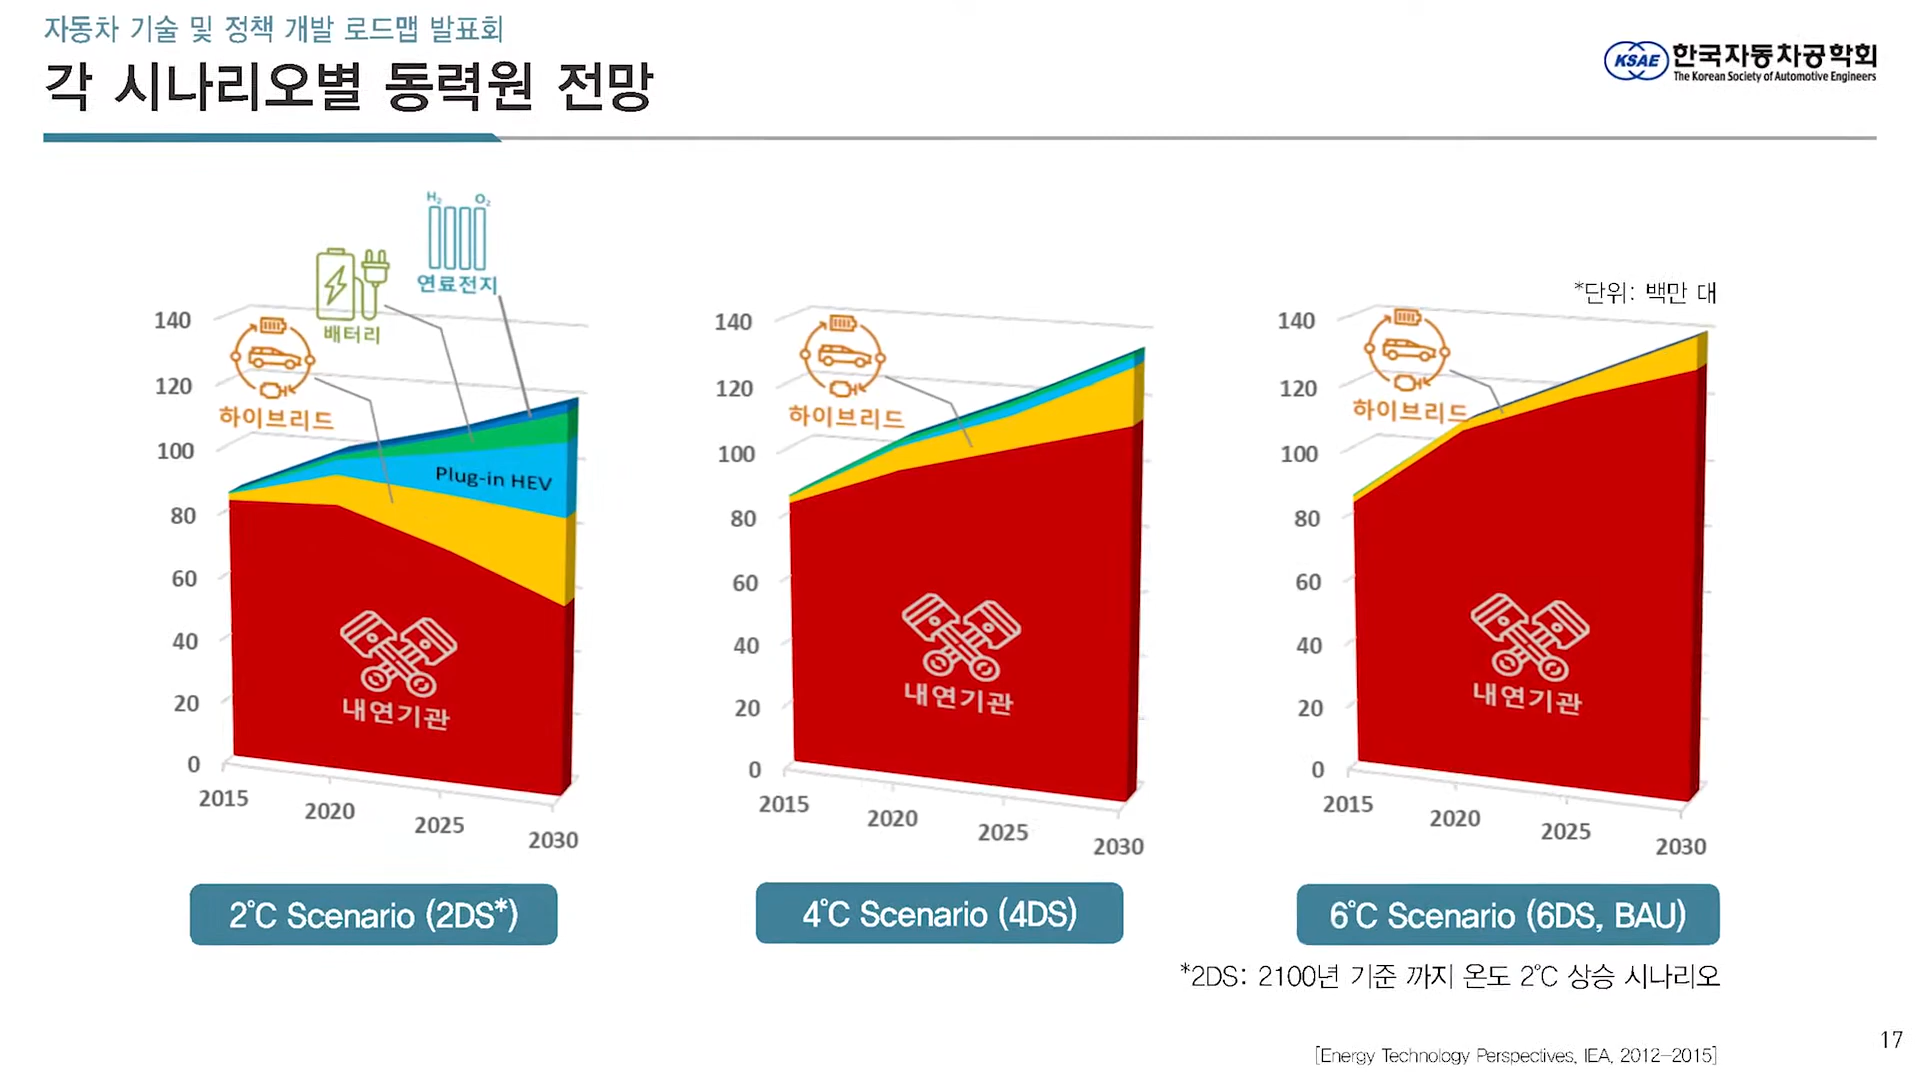 자동차 기술 및 정책 개발 로드맵 발표회
각 시나리오별 동력원 전망
KSAE 한국자동차공학회
The Korean Society of Automotive Engineers
*단위: 백만 대
H₂ O₂
연료전지
배터리
하이브리드
Plug-in HEV
내연기관
140
120
100
80
60
40
20
0
2015
2020
2025
2030
2℃ Scenario (2DS*)
하이브리드
내연기관
140
120
100
80
60
40
20
0
2015
2020
2025
2030
4℃ Scenario (4DS)
하이브리드
내연기관
140
120
100
80
60
40
20
0
2015
2020
2025
2030
6℃ Scenario (6DS, BAU)
*2DS: 2100년 기준 까지 온도 2℃ 상승 시나리오
[Energy Technology Perspectives, IEA, 2012-2015]
17